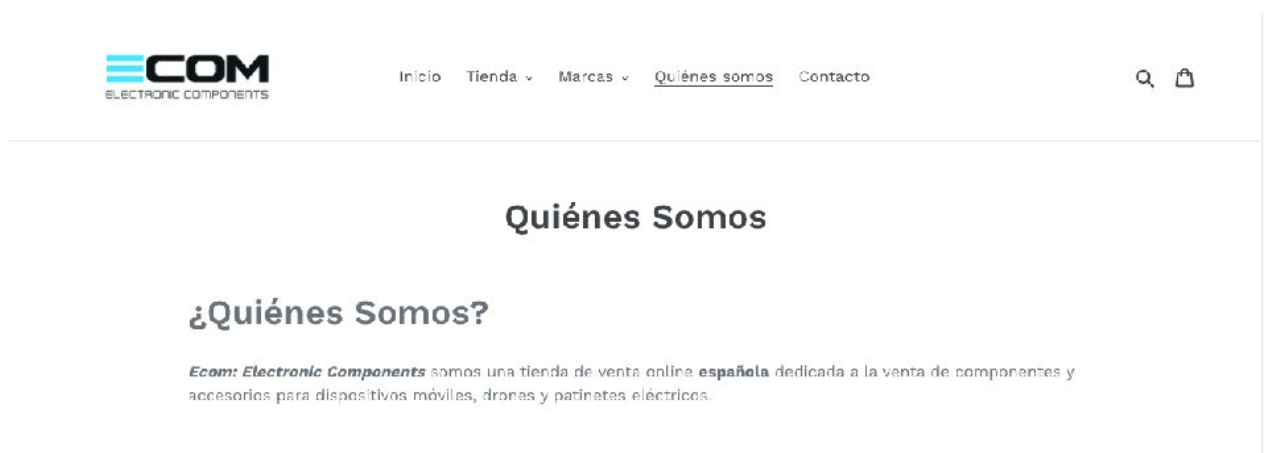 ECOM
ELECTRONIC COMPONENTS
Inicio Tienda Marcas Quiénes somos Contacto
Quiénes Somos
¿Quiénes Somos?
Ecom: Electronic Components somos una tienda de venta online española dedicada a la venta de componentes y
accesorios para dispositivos móviles, drones y patinetes eléctricos.